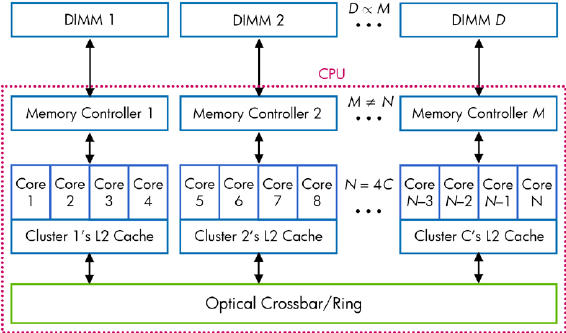 DIMM 1
DIMM 2
D ∝ M
• • •
DIMM D
CPU
Memory Controller 1
Memory Controller 2
M ≠ N
• • •
Memory Controller M
Core 1
Core 2
Core 3
Core 4
Core 5
Core 6
Core 7
Core 8
N = 4C
• • •
Core N–3
Core N–2
Core N–1
Core N
Cluster 1's L2 Cache
Cluster 2's L2 Cache
Cluster C's L2 Cache
Optical Crossbar/Ring